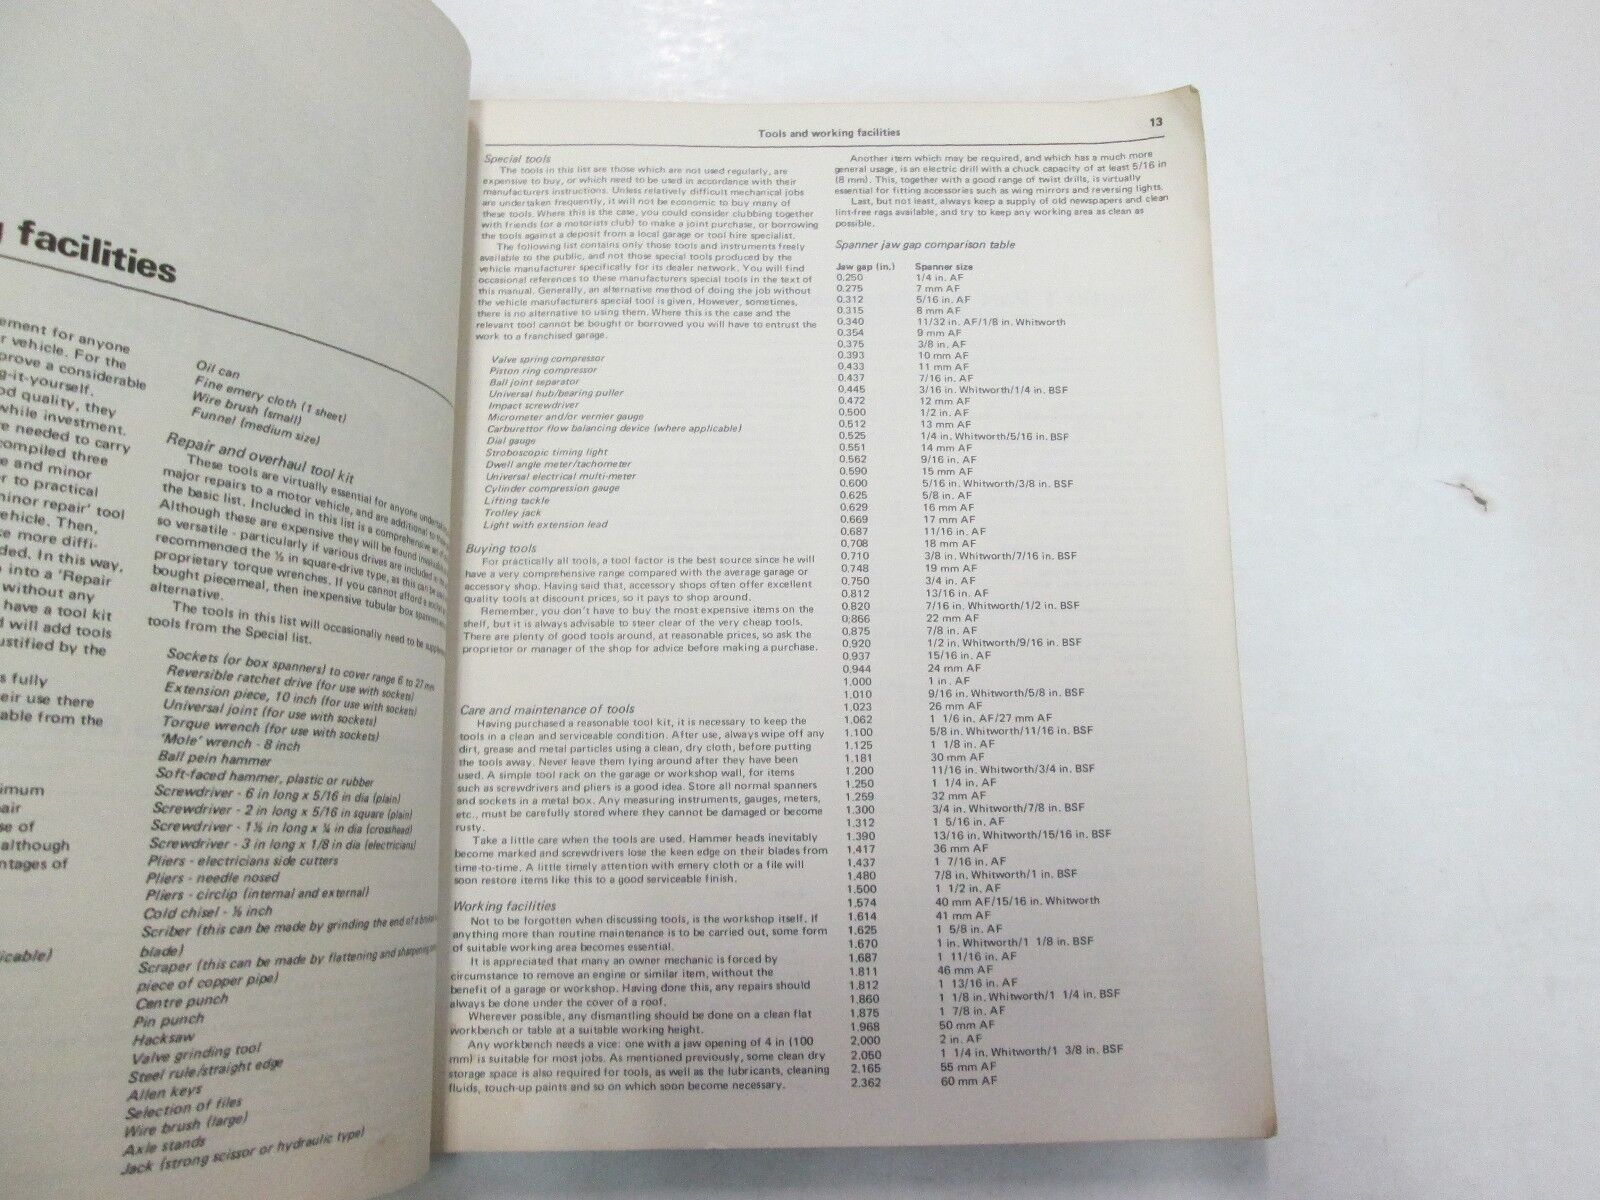 g facilities
ement for anyone
r vehicle. For the
prove a considerable
g-it-yourself.
od quality, they
while investment.
re needed to carry
compiled three
e and minor
r to practical
minor repair' tool
ehicle. Then,
e more diffi-
ded. In this way,
into a 'Repair
without any
have a tool kit
d will add tools
ustified by the
s fully
eir use there
able from the
imum
air
se of
although
ntages of
icable)
Oil can
Fine emery cloth (1 sheet)
Wire brush (small)
Funnel (medium size)
Repair and overhaul tool kit
These tools are virtually essential for anyone
major repairs to a motor vehicle, and are additional to
the basic list. Included in this list is a comprehensive
Although these are expensive they will be found invaluable
so versatile - particularly if various drives are included in the
recommended the ½ in square-drive type, as this can be
proprietary torque wrenches. If you cannot afford a
bought piecemeal, then inexpensive tubular box spanners
alternative.
The tools in this list will occasionally need to be
tools from the Special list.
Sockets (or box spanners) to cover range 6 to 27 mm
Reversible ratchet drive (for use with sockets)
Extension piece, 10 inch (for use with sockets)
Universal joint (for use with sockets)
Torque wrench (for use with sockets)
'Mole' wrench - 8 inch
Ball pein hammer
Soft-faced hammer, plastic or rubber
Screwdriver - 6 in long x 5/16 in dia (plain)
Screwdriver - 2 in long x 5/16 in square (plain)
Screwdriver - 1½ in long x ¼ in dia (crosshead)
Screwdriver - 3 in long x 1/8 in dia (electricians)
Pliers - electricians side cutters
Pliers - needle nosed
Pliers - circlip (internal and external)
Cold chisel - ½ inch
Scriber (this can be made by grinding the end of a broken
blade)
Scraper (this can be made by flattening and sharpening
piece of copper pipe)
Centre punch
Pin punch
Hacksaw
Valve grinding tool
Steel rule/straight edge
Allen keys
Selection of files
Wire brush (large)
Axle stands
Jack (strong scissor or hydraulic type)
Tools and working facilities
13
Special tools
The tools in this list are those which are not used regularly, are
expensive to buy, or which need to be used in accordance with their
manufacturers instructions. Unless relatively difficult mechanical jobs
are undertaken frequently, it will not be economic to buy many of
these tools. Where this is the case, you could consider clubbing together
with friends (or a motorists club) to make a joint purchase, or borrowing
the tools against a deposit from a local garage or tool hire specialist.
The following list contains only those tools and instruments freely
available to the public, and not those special tools produced by the
vehicle manufacturer specifically for its dealer network. You will find
occasional references to these manufacturers special tools in the text of
this manual. Generally, an alternative method of doing the job without
the vehicle manufacturers special tool is given. However, sometimes,
there is no alternative to using them. Where this is the case and the
relevant tool cannot be bought or borrowed you will have to entrust the
work to a franchised garage.
Valve spring compressor
Piston ring compressor
Ball joint separator
Universal hub/bearing puller
Impact screwdriver
Micrometer and/or vernier gauge
Carburettor flow balancing device (where applicable)
Dial gauge
Stroboscopic timing light
Dwell angle meter/tachometer
Universal electrical multi-meter
Cylinder compression gauge
Lifting tackle
Trolley jack
Light with extension lead
Buying tools
For practically all tools, a tool factor is the best source since he will
have a very comprehensive range compared with the average garage or
accessory shop. Having said that, accessory shops often offer excellent
quality tools at discount prices, so it pays to shop around.
Remember, you don't have to buy the most expensive items on the
shelf, but it is always advisable to steer clear of the very cheap tools.
There are plenty of good tools around, at reasonable prices, so ask the
proprietor or manager of the shop for advice before making a purchase.
Care and maintenance of tools
Having purchased a reasonable tool kit, it is necessary to keep the
tools in a clean and serviceable condition. After use, always wipe off any
dirt, grease and metal particles using a clean, dry cloth, before putting
the tools away. Never leave them lying around after they have been
used. A simple tool rack on the garage or workshop wall, for items
such as screwdrivers and pliers is a good idea. Store all normal spanners
and sockets in a metal box. Any measuring instruments, gauges, meters,
etc., must be carefully stored where they cannot be damaged or become
rusty.
Take a little care when the tools are used. Hammer heads inevitably
become marked and screwdrivers lose the keen edge on their blades from
time-to-time. A little timely attention with emery cloth or a file will
soon restore items like this to a good serviceable finish.
Working facilities
Not to be forgotten when discussing tools, is the workshop itself. If
anything more than routine maintenance is to be carried out, some form
of suitable working area becomes essential.
It is appreciated that many an owner mechanic is forced by
circumstance to remove an engine or similar item, without the
benefit of a garage or workshop. Having done this, any repairs should
always be done under the cover of a roof.
Wherever possible, any dismantling should be done on a clean flat
workbench or table at a suitable working height.
Any workbench needs a vice: one with a jaw opening of 4 in (100
mm) is suitable for most jobs. As mentioned previously, some clean dry
storage space is also required for tools, as well as the lubricants, cleaning
fluids, touch-up paints and so on which soon become necessary.
Another item which may be required, and which has a much more
general usage, is an electric drill with a chuck capacity of at least 5/16 in
(8 mm). This, together with a good range of twist drills, is virtually
essential for fitting accessories such as wing mirrors and reversing lights.
Last, but not least, always keep a supply of old newspapers and clean
lint-free rags available, and try to keep any working area as clean as
possible.
Spanner jaw gap comparison table
Jaw gap (in.) Spanner size
0.250 1/4 in. AF
0.275 7 mm AF
0.312 5/16 in. AF
0.315 8 mm AF
0.340 11/32 in. AF/1/8 in. Whitworth
0.354 9 mm AF
0.375 3/8 in. AF
0.393 10 mm AF
0.433 11 mm AF
0.437 7/16 in. AF
0.445 3/16 in. Whitworth/1/4 in. BSF
0.472 12 mm AF
0.500 1/2 in. AF
0.512 13 mm AF
0.525 1/4 in. Whitworth/5/16 in. BSF
0.551 14 mm AF
0.562 9/16 in. AF
0.590 15 mm AF
0.600 5/16 in. Whitworth/3/8 in. BSF
0.625 5/8 in. AF
0.629 16 mm AF
0.669 17 mm AF
0.687 11/16 in. AF
0.708 18 mm AF
0.710 3/8 in. Whitworth/7/16 in. BSF
0.748 19 mm AF
0.750 3/4 in. AF
0.812 13/16 in. AF
0.820 7/16 in. Whitworth/1/2 in. BSF
0.866 22 mm AF
0.875 7/8 in. AF
0.920 1/2 in. Whitworth/9/16 in. BSF
0.937 15/16 in. AF
0.944 24 mm AF
1.000 1 in. AF
1.010 9/16 in. Whitworth/5/8 in. BSF
1.023 26 mm AF
1.062 1 1/6 in. AF/27 mm AF
1.100 5/8 in. Whitworth/11/16 in. BSF
1.125 1 1/8 in. AF
1.181 30 mm AF
1.200 11/16 in. Whitworth/3/4 in. BSF
1.250 1 1/4 in. AF
1.259 32 mm AF
1.300 3/4 in. Whitworth/7/8 in. BSF
1.312 1 5/16 in. AF
1.390 13/16 in. Whitworth/15/16 in. BSF
1.417 36 mm AF
1.437 1 7/16 in. AF
1.480 7/8 in. Whitworth/1 in. BSF
1.500 1 1/2 in. AF
1.574 40 mm AF/15/16 in. Whitworth
1.614 41 mm AF
1.625 1 5/8 in. AF
1.670 1 in. Whitworth/1 1/8 in. BSF
1.687 1 11/16 in. AF
1.811 46 mm AF
1.812 1 13/16 in. AF
1.860 1 1/8 in. Whitworth/1 1/4 in. BSF
1.875 1 7/8 in. AF
1.968 50 mm AF
2.000 2 in. AF
2.050 1 1/4 in. Whitworth/1 3/8 in. BSF
2.165 55 mm AF
2.362 60 mm AF